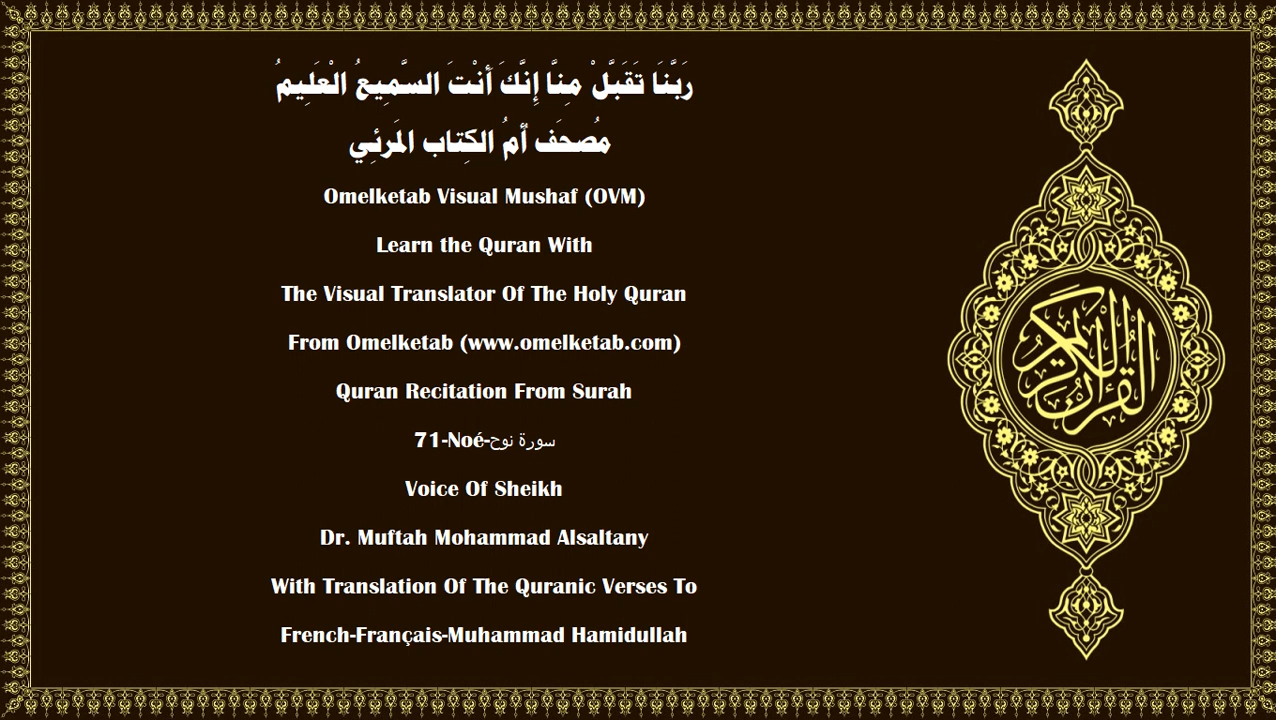 رَبَّنَا تَقَبَّلْ مِنَّا إِنَّكَ أَنْتَ السَّمِيعُ الْعَلِيمُ
مُصحَف أمُ الكِتاب المَرئِي
Omelketab Visual Mushaf (OVM)
Learn the Quran With
The Visual Translator Of The Holy Quran
From Omelketab (www.omelketab.com)
Quran Recitation From Surah
71-Noé-سورة نوح
Voice Of Sheikh
Dr. Muftah Mohammad Alsaltany
With Translation Of The Quranic Verses To
French-Français-Muhammad Hamidullah
القرآن الكريم